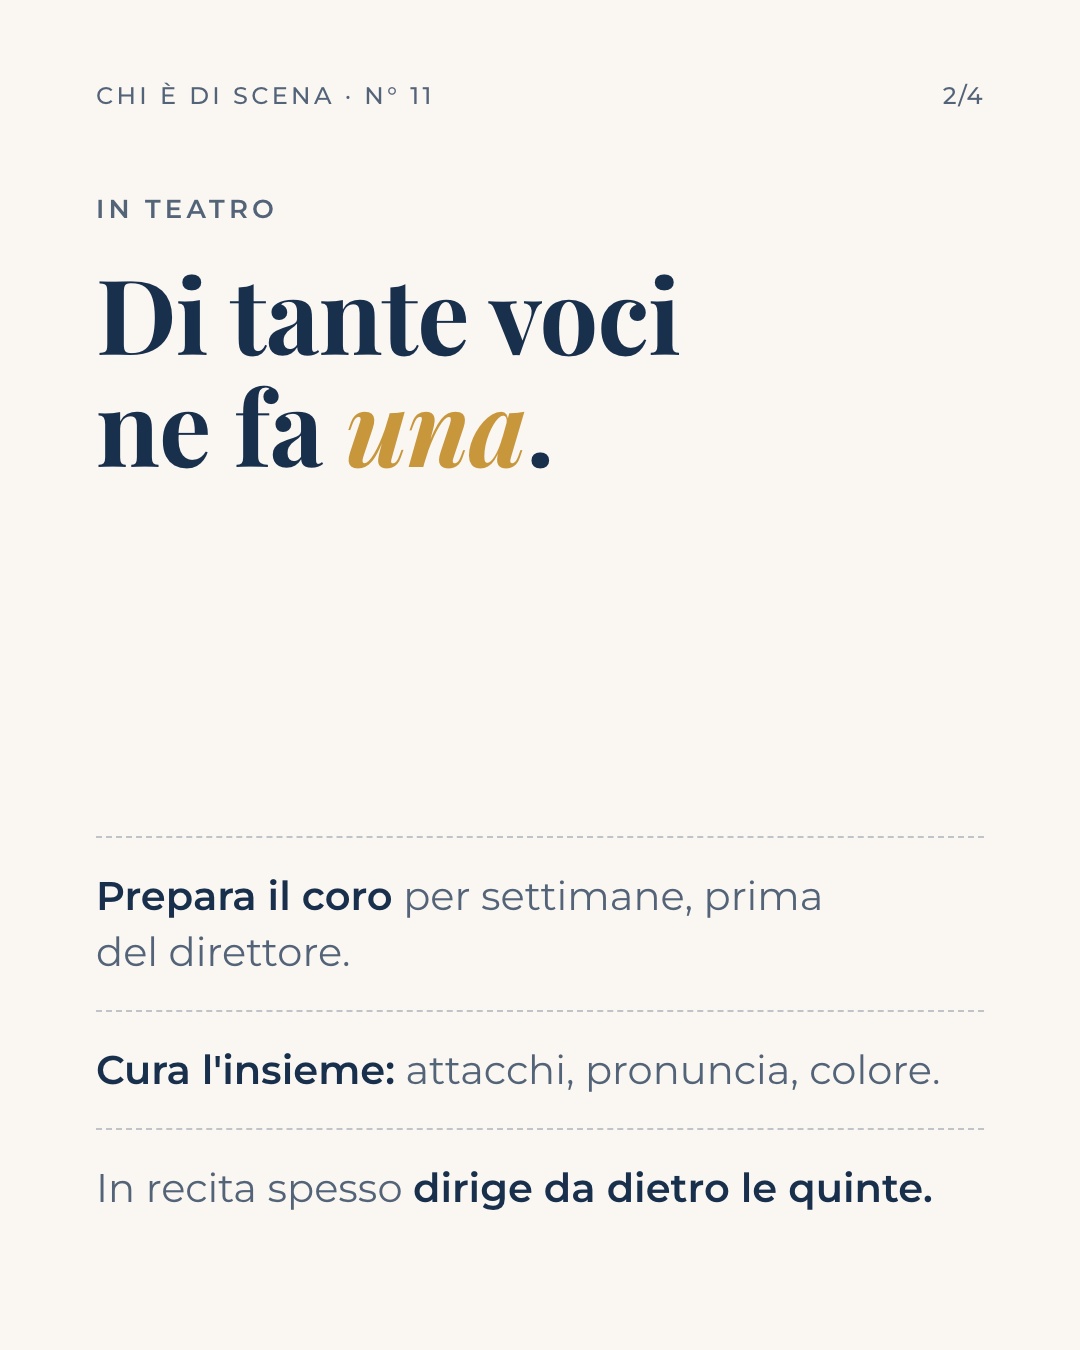 CHI È DI SCENA · N° 11
2/4
IN TEATRO
Di tante voci
ne fa una.
Prepara il coro per settimane, prima
del direttore.
Cura l'insieme: attacchi, pronuncia, colore.
In recita spesso dirige da dietro le quinte.